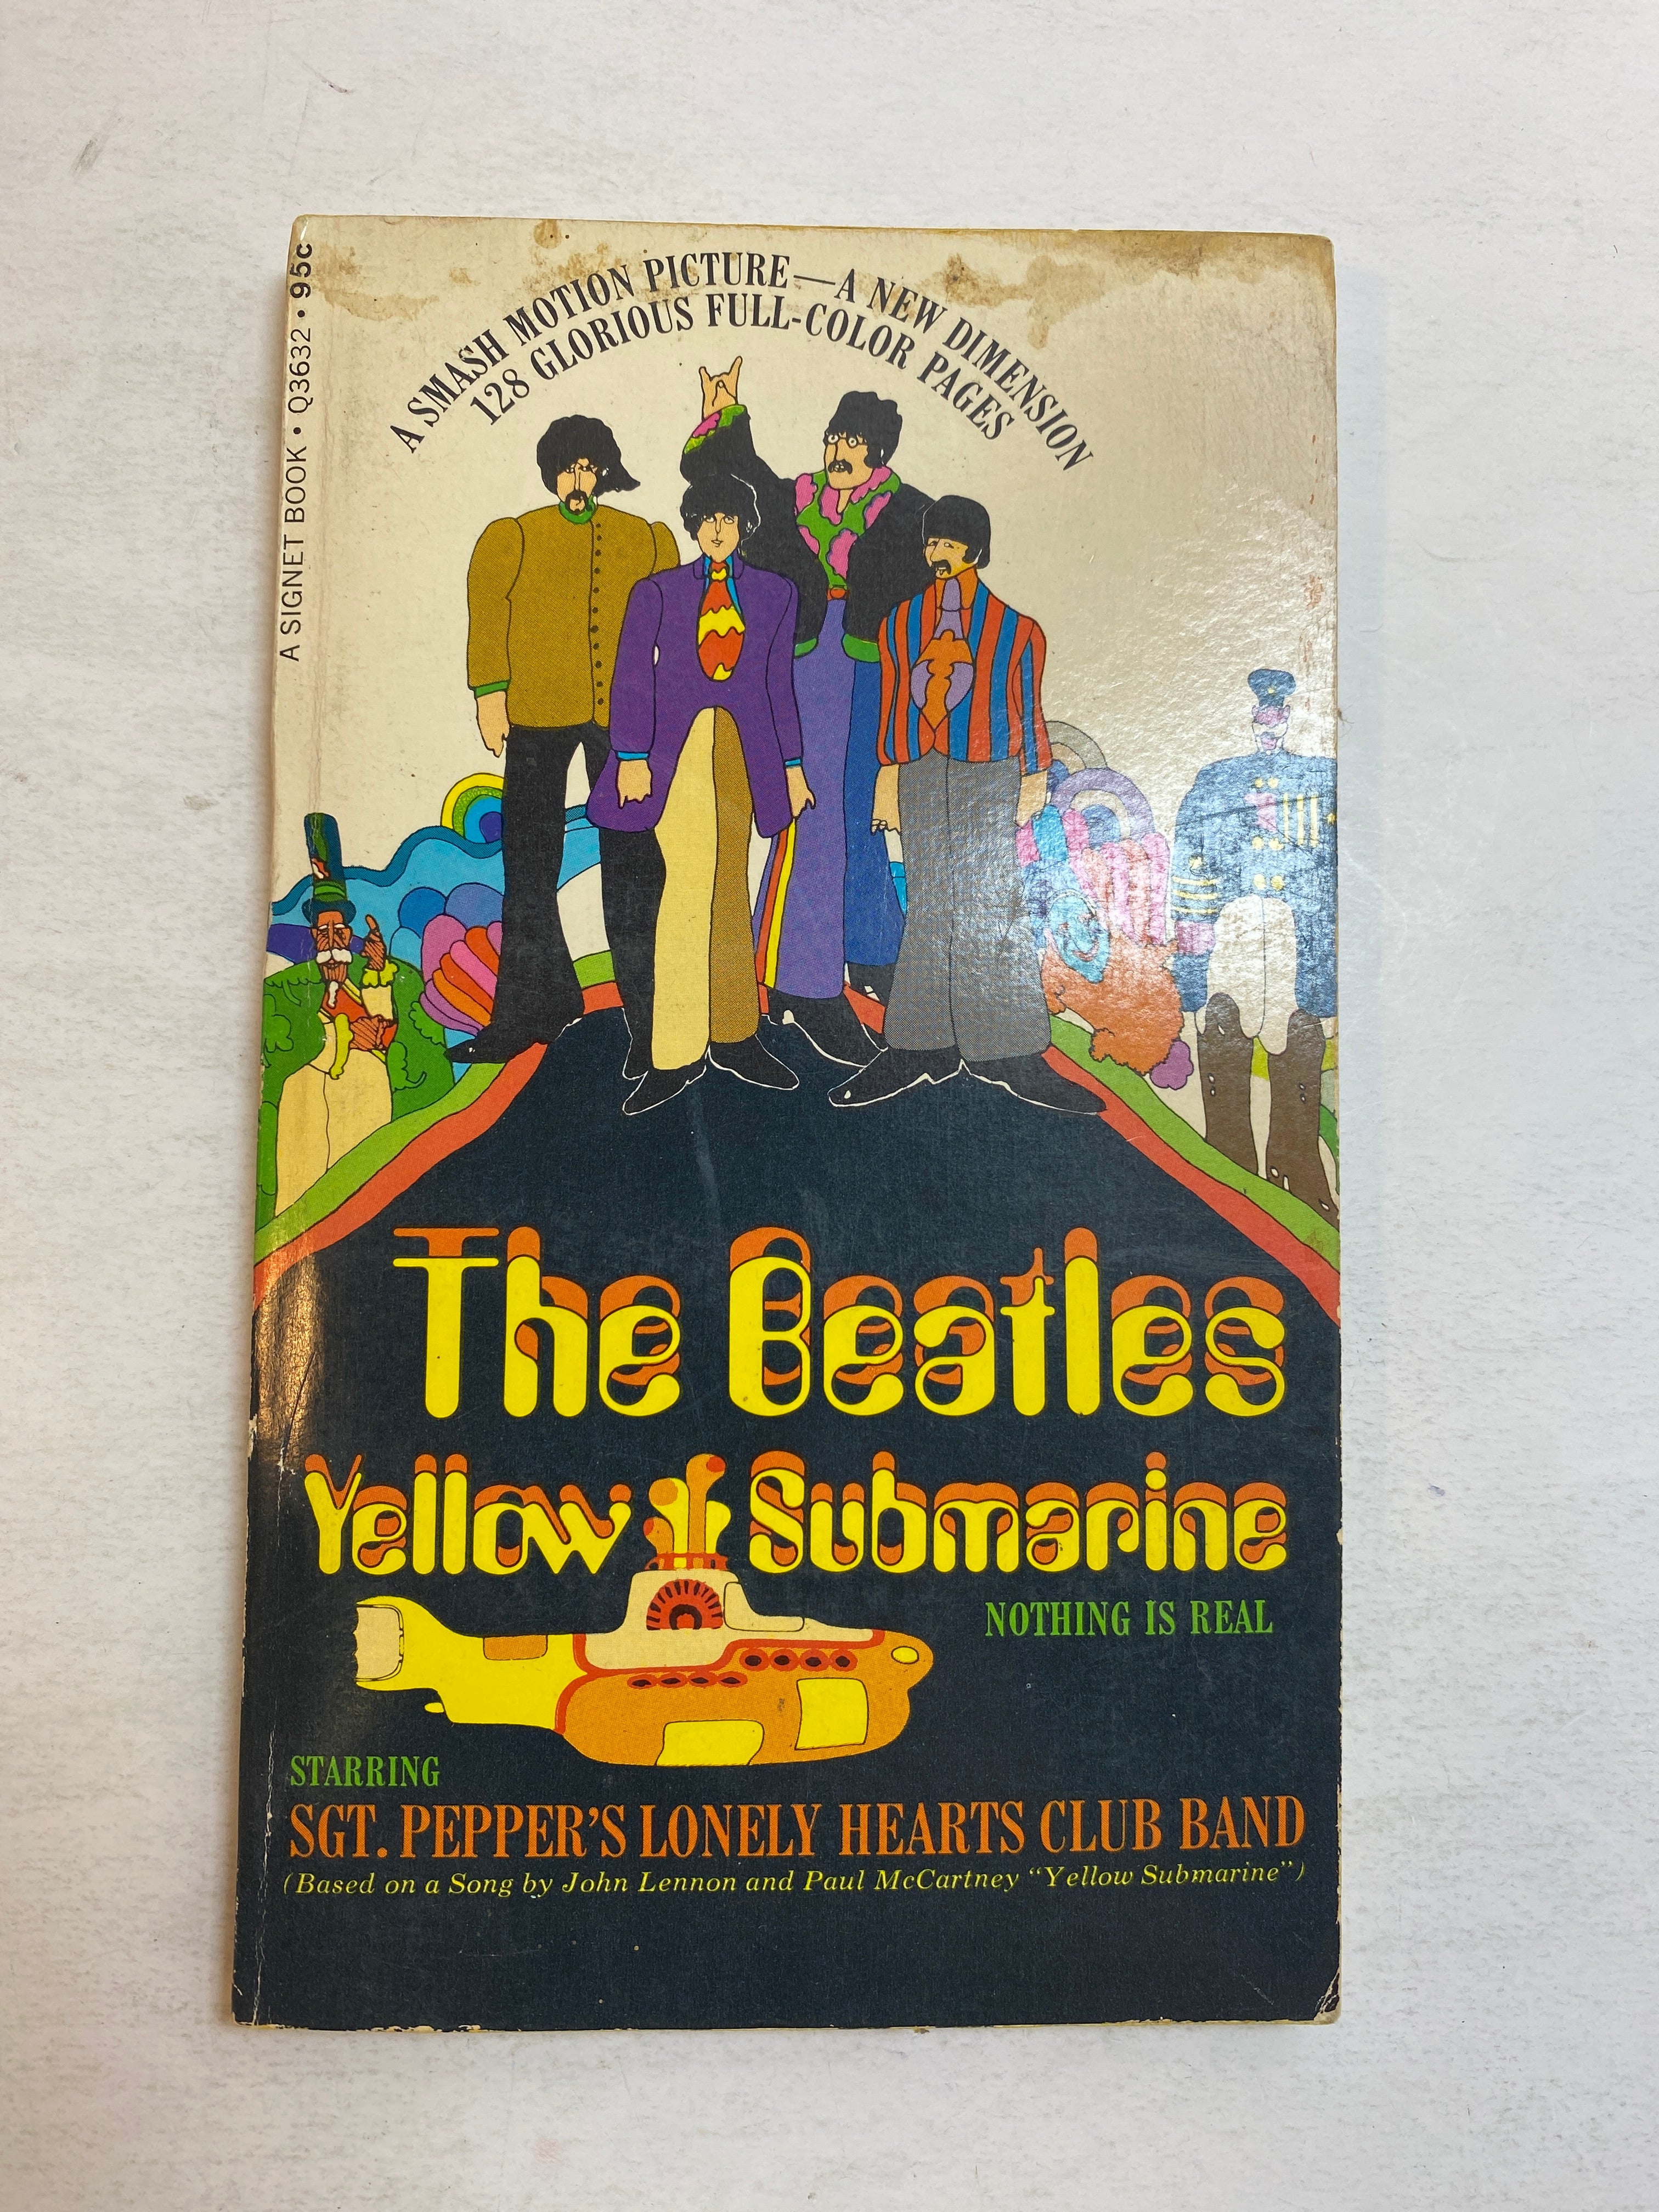 A SIGNET BOOK • Q3632 • 95c
A SMASH MOTION PICTURE—A NEW DIMENSION
128 GLORIOUS FULL-COLOR PAGES
The Beatles
Yellow Submarine
NOTHING IS REAL
STARRING
SGT. PEPPER'S LONELY HEARTS CLUB BAND
(Based on a Song by John Lennon and Paul McCartney “Yellow Submarine”)